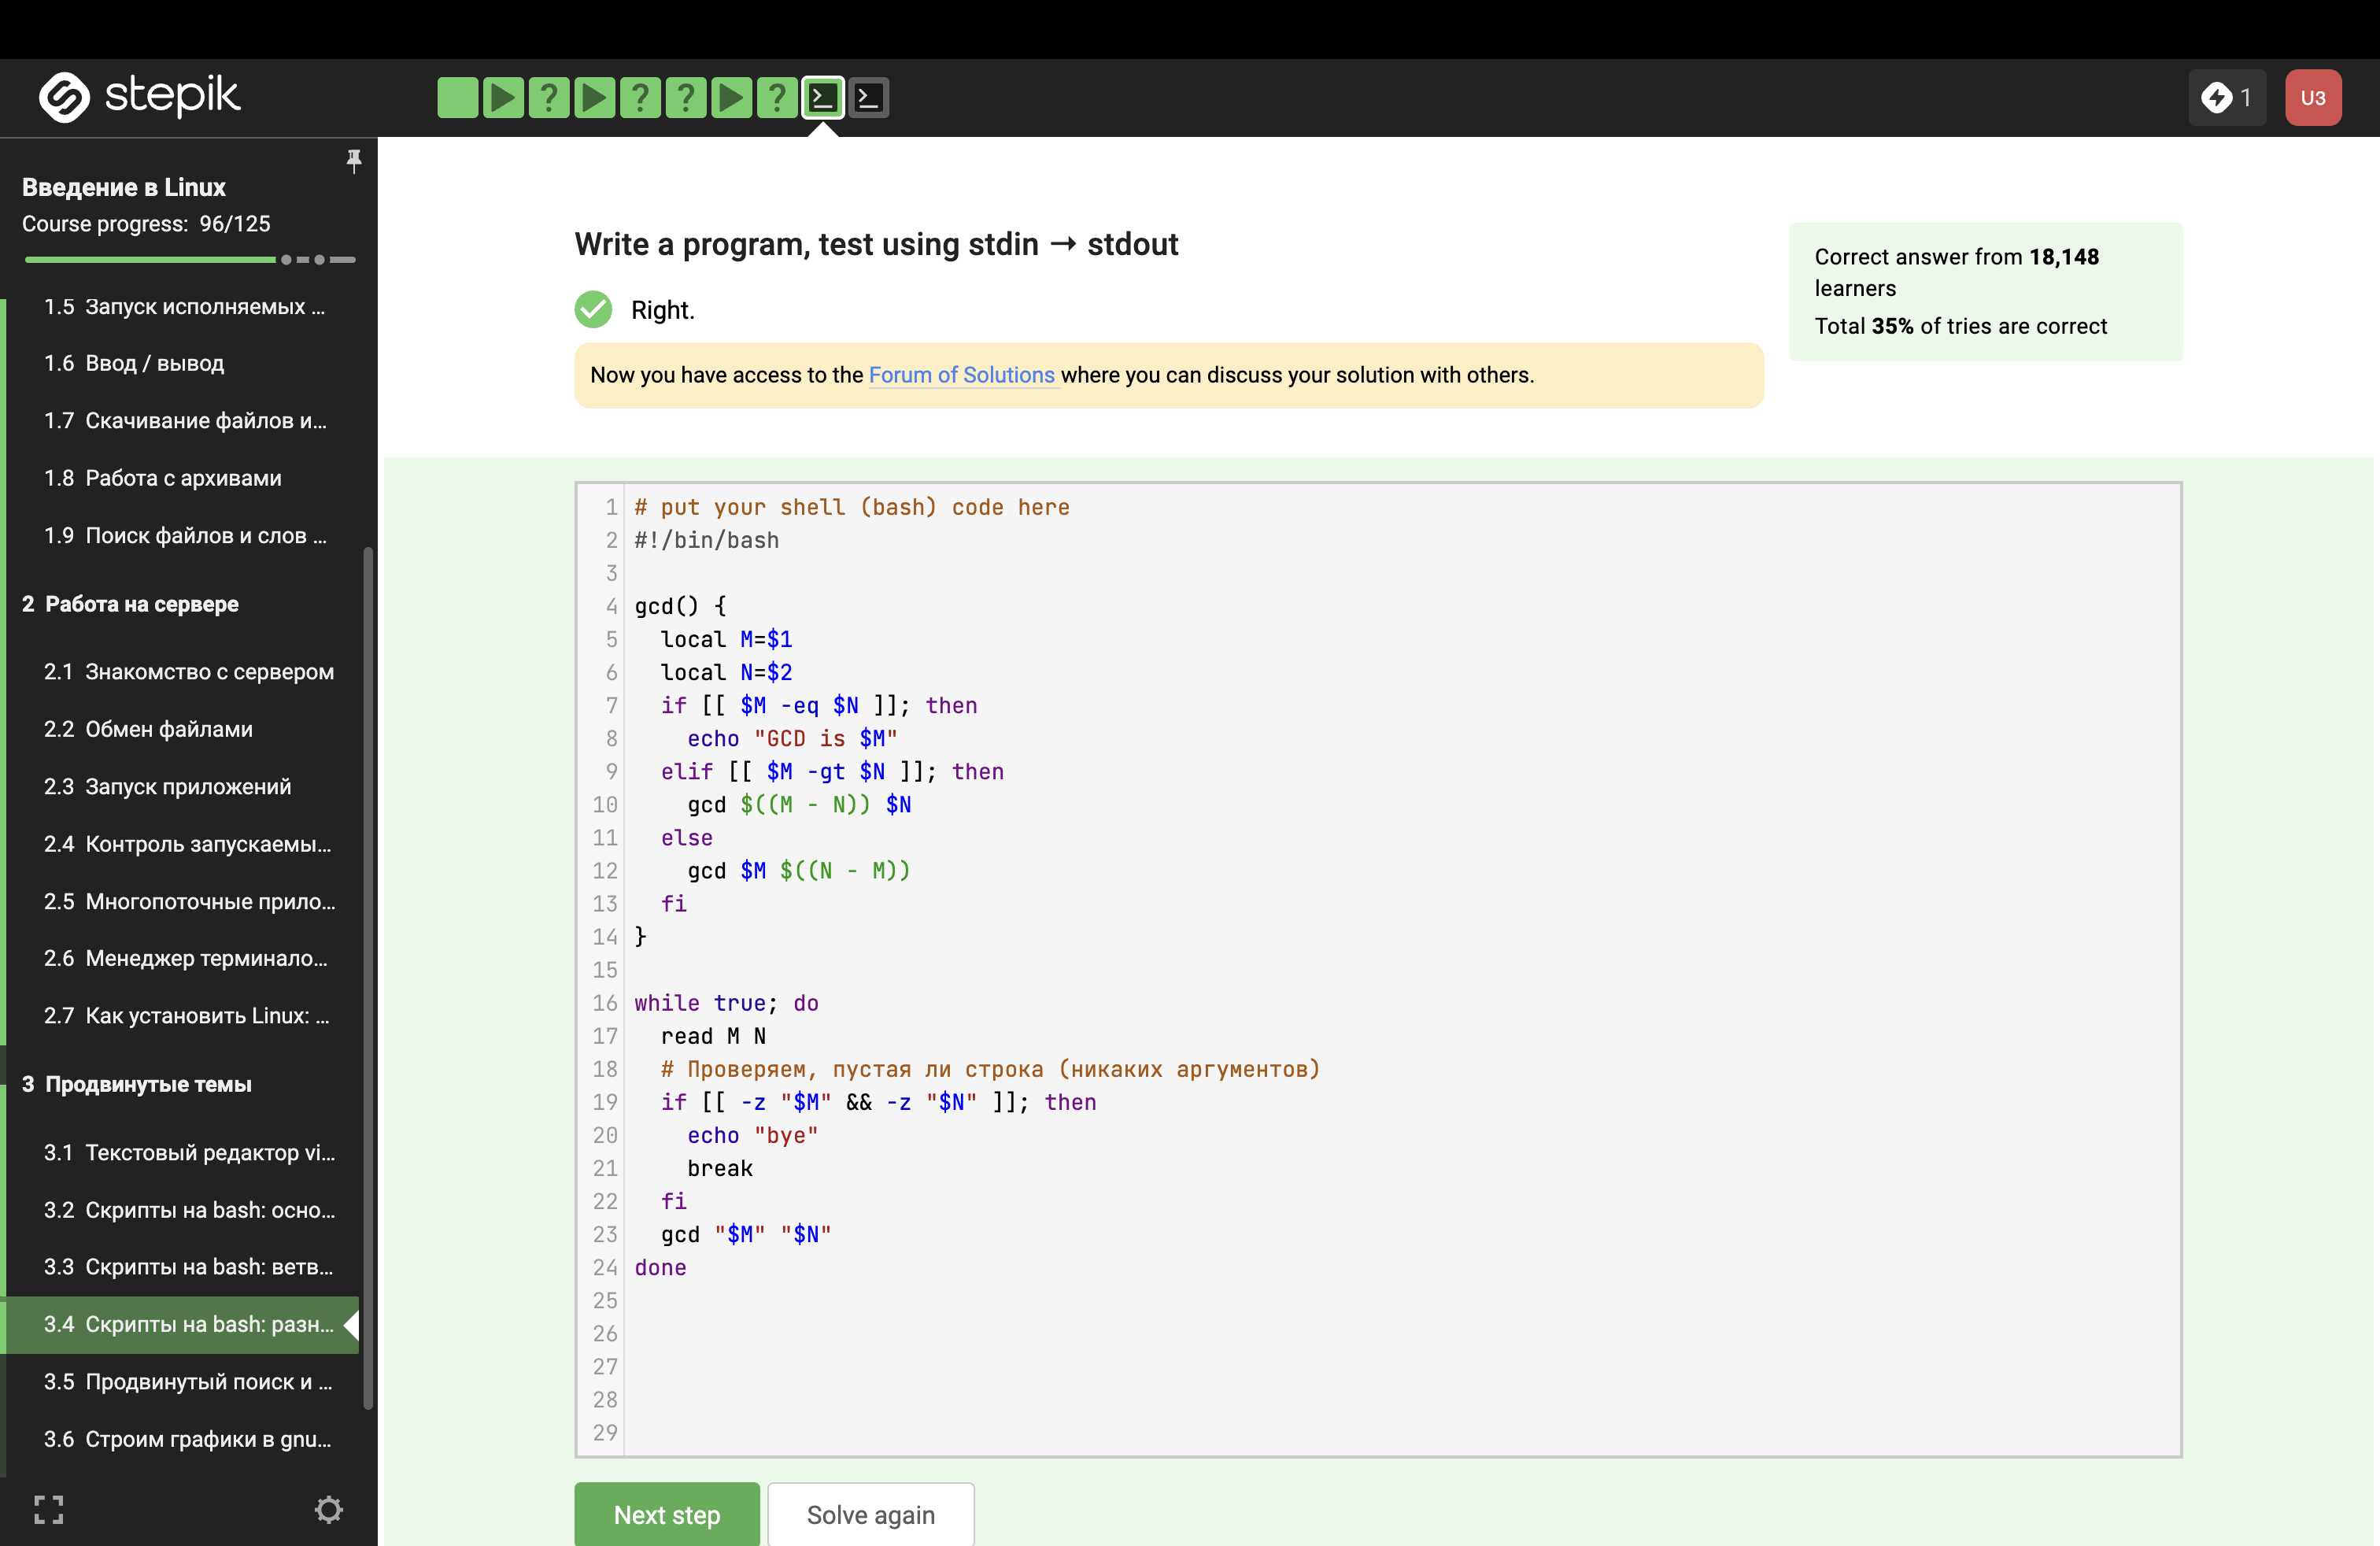 stepik
1
U3
Введение в Linux
Course progress: 96/125
1.5 Запуск исполняемых ...
1.6 Ввод / вывод
1.7 Скачивание файлов и...
1.8 Работа с архивами
1.9 Поиск файлов и слов ...
2 Работа на сервере
2.1 Знакомство с сервером
2.2 Обмен файлами
2.3 Запуск приложений
2.4 Контроль запускаемы...
2.5 Многопоточные прило...
2.6 Менеджер терминало...
2.7 Как установить Linux: ...
3 Продвинутые темы
3.1 Текстовый редактор vi...
3.2 Скрипты на bash: осно...
3.3 Скрипты на bash: ветв...
3.4 Скрипты на bash: разн...
3.5 Продвинутый поиск и ...
3.6 Строим графики в gnu...
Write a program, test using stdin → stdout
Right.
Now you have access to the Forum of Solutions where you can discuss your solution with others.
Correct answer from 18,148
learners
Total 35% of tries are correct
1 # put your shell (bash) code here
2 #!/bin/bash
3
4 gcd() {
5   local M=$1
6   local N=$2
7   if [[ $M -eq $N ]]; then
8     echo "GCD is $M"
9   elif [[ $M -gt $N ]]; then
10     gcd $((M - N)) $N
11   else
12     gcd $M $((N - M))
13   fi
14 }
15
16 while true; do
17   read M N
18   # Проверяем, пустая ли строка (никаких аргументов)
19   if [[ -z "$M" && -z "$N" ]]; then
20     echo "bye"
21     break
22   fi
23   gcd "$M" "$N"
24 done
25
26
27
28
29
Next step
Solve again